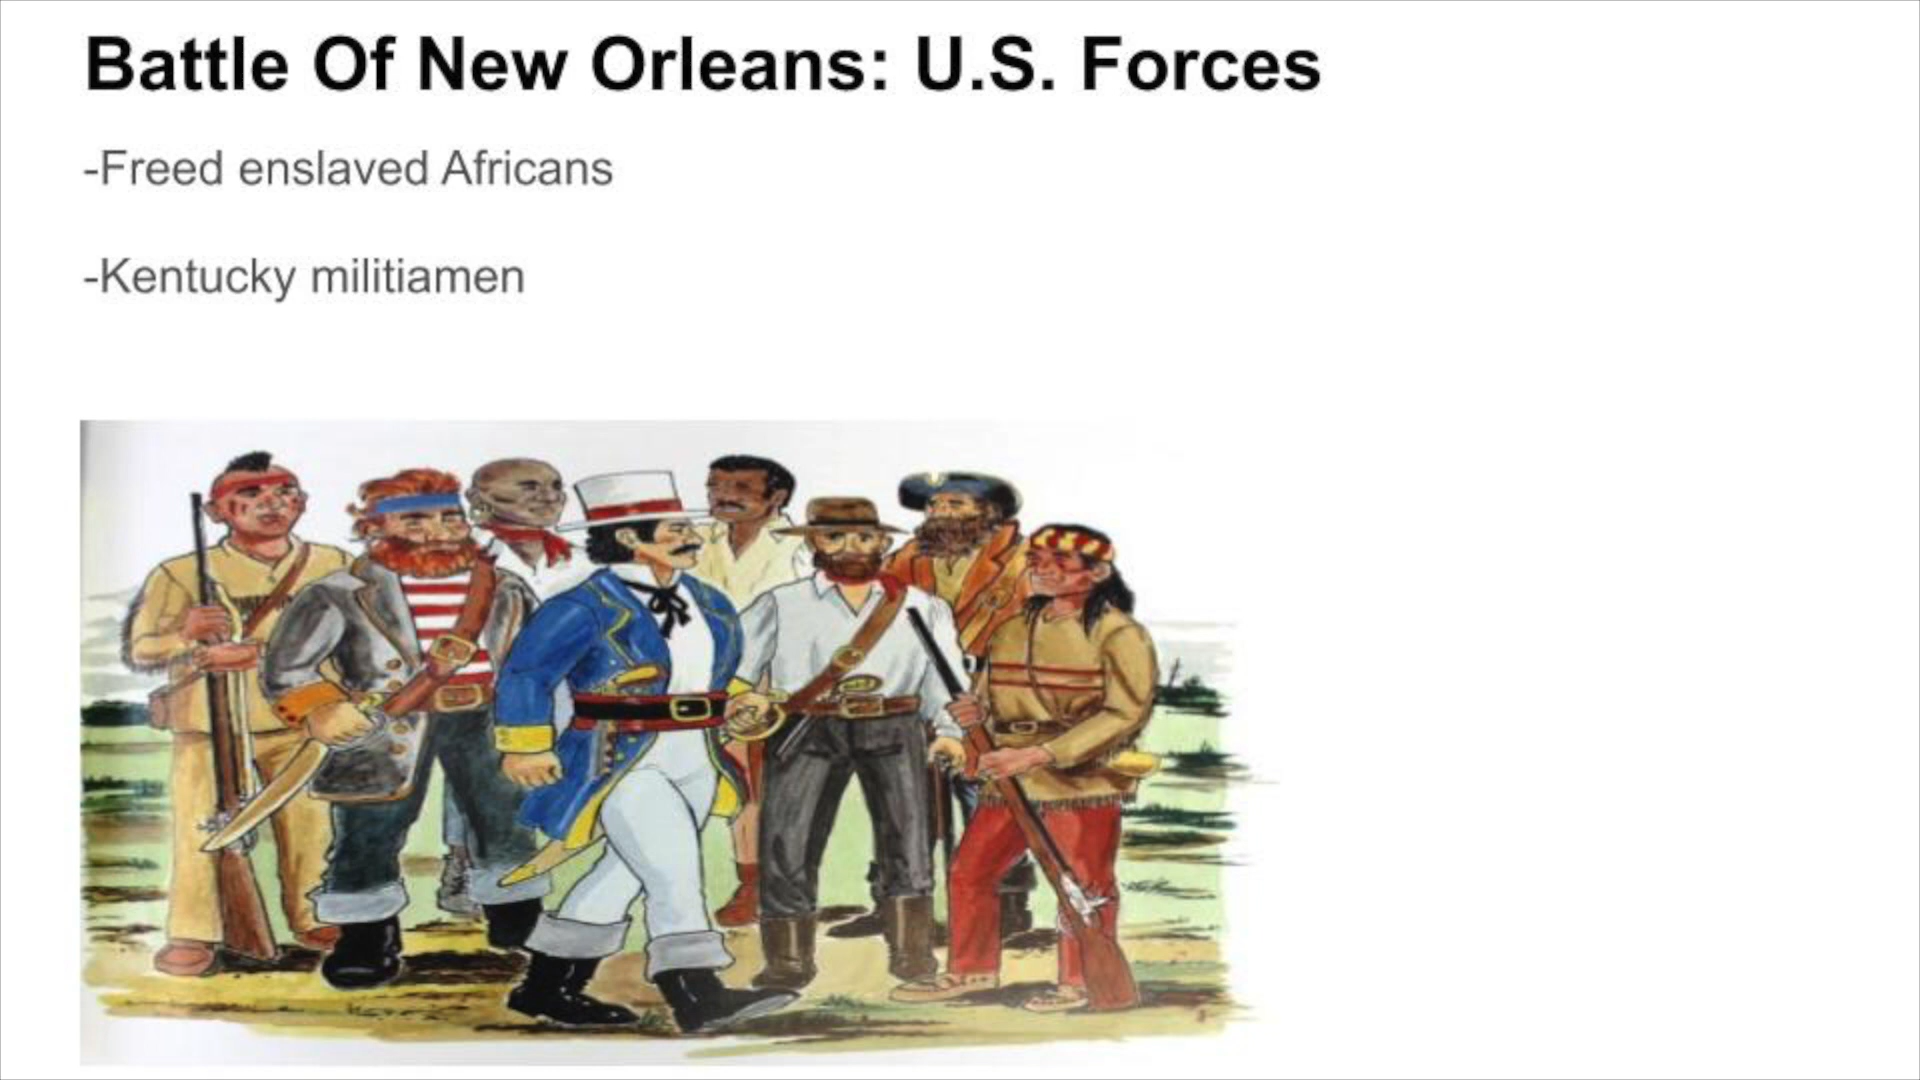 Battle Of New Orleans: U.S. Forces
-Freed enslaved Africans
-Kentucky militiamen